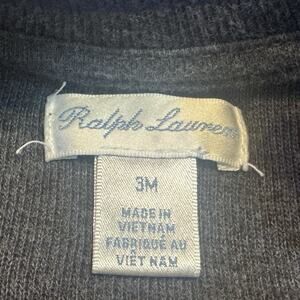 Ralph Lauren
3M
MADE IN
VIETNAM
FABRIQUÉ AU
VIÊT NAM